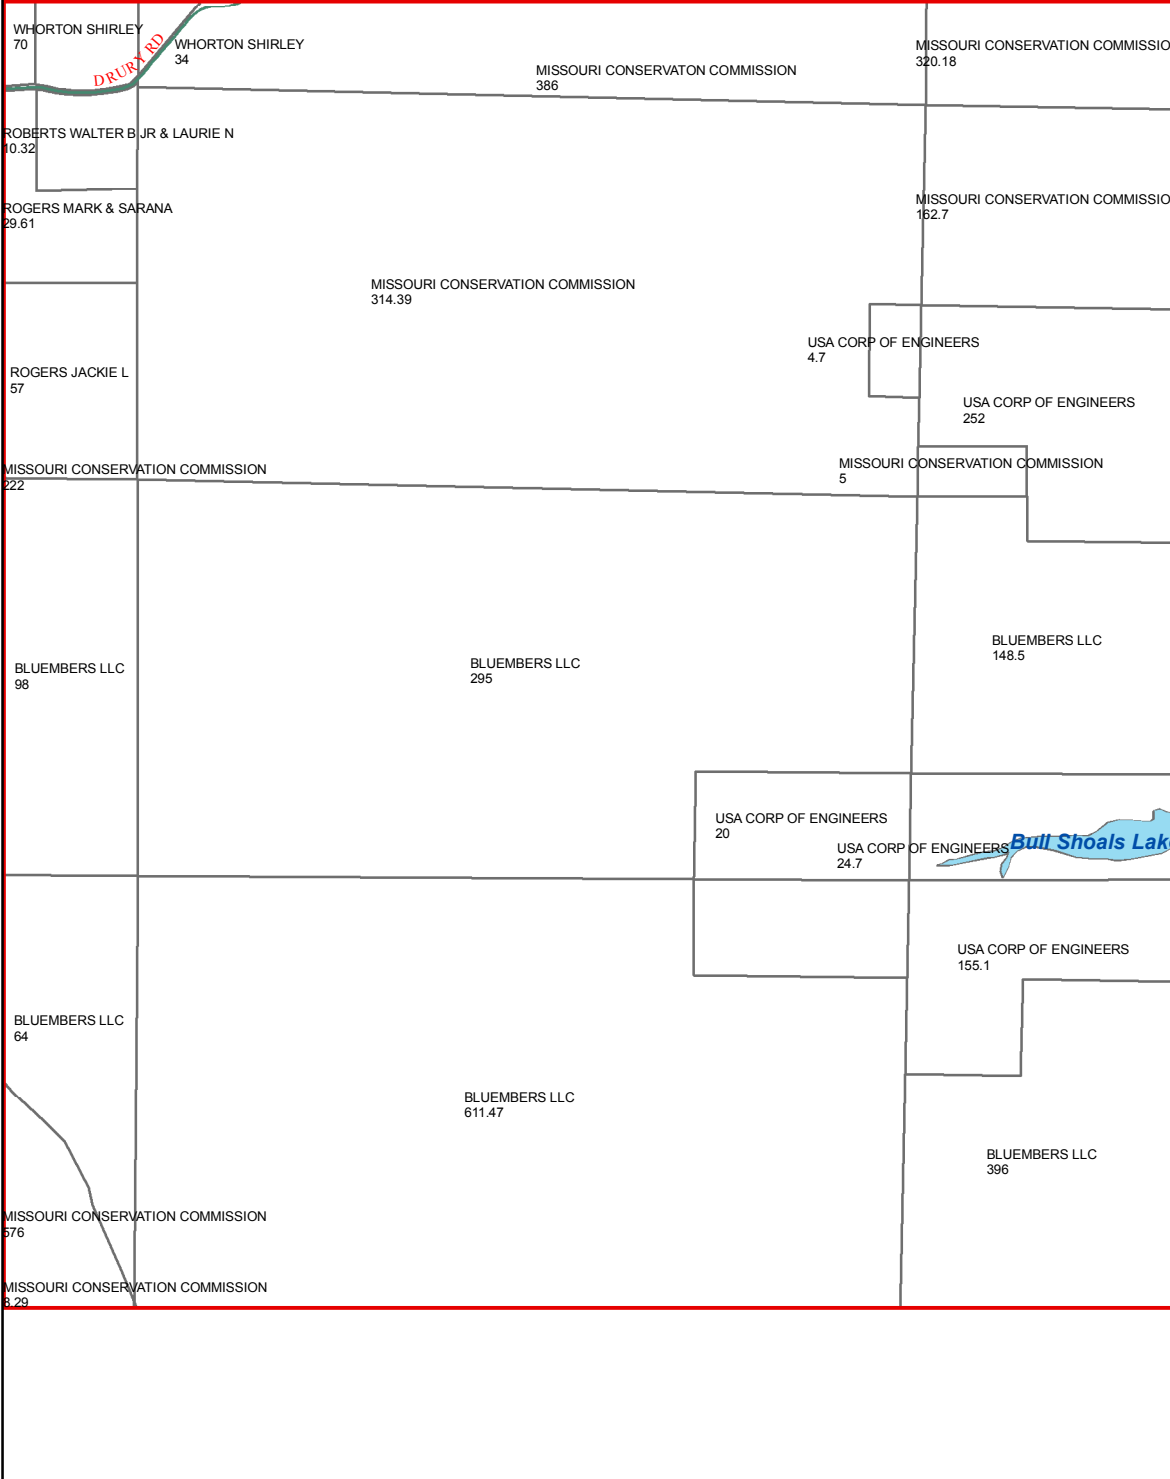 WHORTON SHIRLEY
70
DRURY RD
WHORTON SHIRLEY
34
MISSOURI CONSERVATON COMMISSION
386
MISSOURI CONSERVATION COMMISSIO
320.18
ROBERTS WALTER B JR & LAURIE N
10.32
ROGERS MARK & SARANA
29.61
MISSOURI CONSERVATION COMMISSIO
162.7
MISSOURI CONSERVATION COMMISSION
314.39
USA CORP OF ENGINEERS
4.7
ROGERS JACKIE L
57
USA CORP OF ENGINEERS
252
MISSOURI CONSERVATION COMMISSION
222
MISSOURI CONSERVATION COMMISSION
5
BLUEMBERS LLC
98
BLUEMBERS LLC
295
BLUEMBERS LLC
148.5
USA CORP OF ENGINEERS
20
USA CORP OF ENGINEERS
24.7
Bull Shoals Lake
USA CORP OF ENGINEERS
155.1
BLUEMBERS LLC
64
BLUEMBERS LLC
611.47
BLUEMBERS LLC
396
MISSOURI CONSERVATION COMMISSION
576
MISSOURI CONSERVATION COMMISSION
8.29